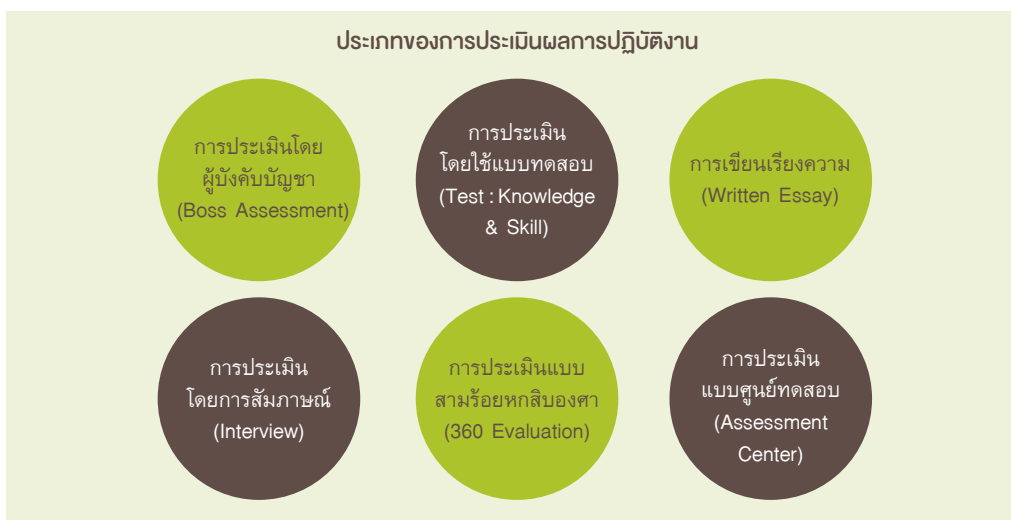 ประเภทของการประเมินผลการปฏิบัติงาน
การประเมินโดย
ผู้บังคับบัญชา
(Boss Assessment)
การประเมิน
โดยใช้แบบทดสอบ
(Test : Knowledge
& Skill)
การเขียนเรียงความ
(Written Essay)
การประเมิน
โดยการสัมภาษณ์
(Interview)
การประเมินแบบ
สามร้อยหกสิบองศา
(360 Evaluation)
การประเมิน
แบบศูนย์ทดสอบ
(Assessment
Center)